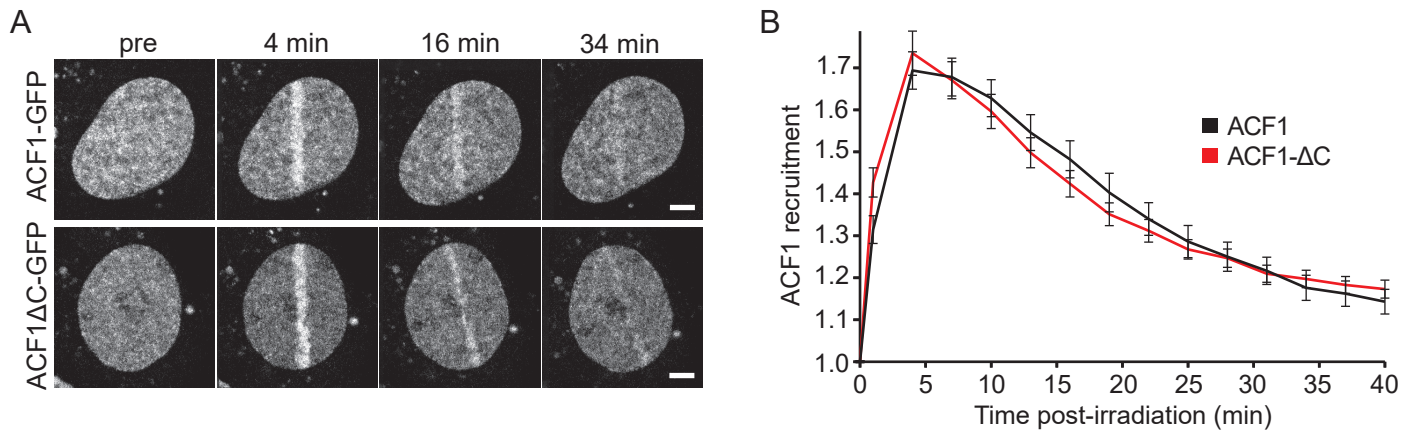 A
pre
4 min
16 min
34 min
ACF1-GFP
ACF1ΔC-GFP
B
ACF1 recruitment
1.7
1.6
1.5
1.4
1.3
1.2
1.1
1.0
ACF1
ACF1-ΔC
0 5 10 15 20 25 30 35 40
Time post-irradiation (min)